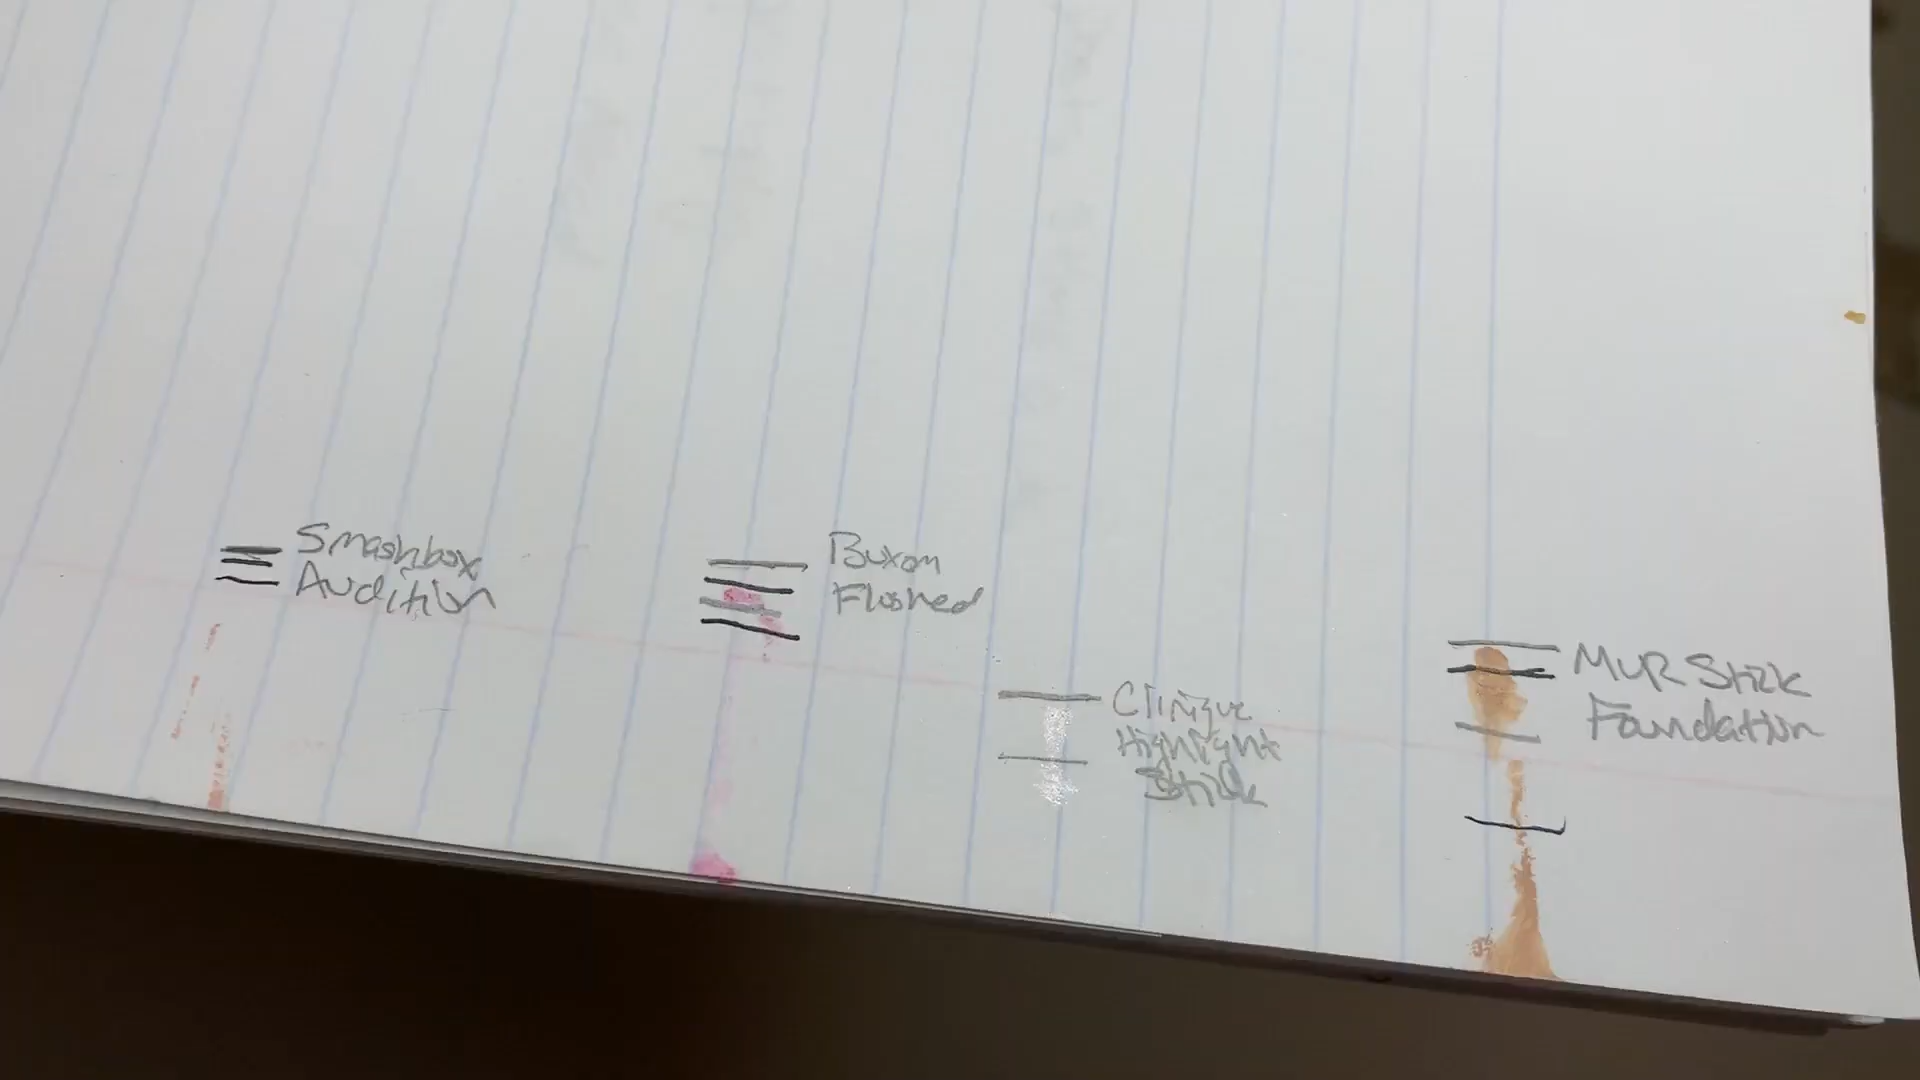 Smashbox
Audition
Buxom
Flushed
Clinique
Highlight
Stick
MUR Stick
Foundation